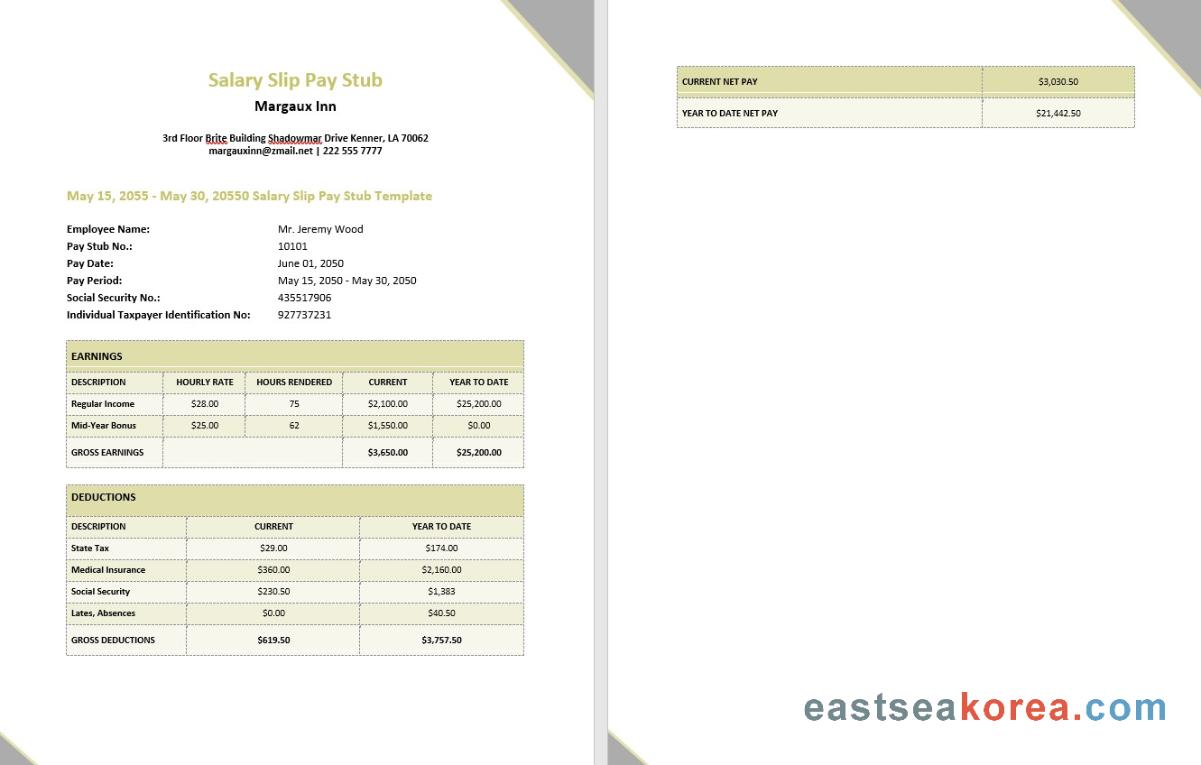 Salary Slip Pay Stub
Margaux Inn
3rd Floor Brite Building Shadowmar Drive Kenner, LA 70062
margauxinn@zmail.net | 222 555 7777
May 15, 2055 - May 30, 20550 Salary Slip Pay Stub Template
Employee Name: Mr. Jeremy Wood
Pay Stub No.: 10101
Pay Date: June 01, 2050
Pay Period: May 15, 2050 - May 30, 2050
Social Security No.: 435517906
Individual Taxpayer Identification No: 927737231
EARNINGS
DESCRIPTION HOURLY RATE HOURS RENDERED CURRENT YEAR TO DATE
Regular Income $28.00 75 $2,100.00 $25,200.00
Mid-Year Bonus $25.00 62 $1,550.00 $0.00
GROSS EARNINGS $3,650.00 $25,200.00
DEDUCTIONS
DESCRIPTION CURRENT YEAR TO DATE
State Tax $29.00 $174.00
Medical Insurance $360.00 $2,160.00
Social Security $230.50 $1,383
Lates, Absences $0.00 $40.50
GROSS DEDUCTIONS $619.50 $3,757.50
CURRENT NET PAY $3,030.50
YEAR TO DATE NET PAY $21,442.50
eastseakorea.com